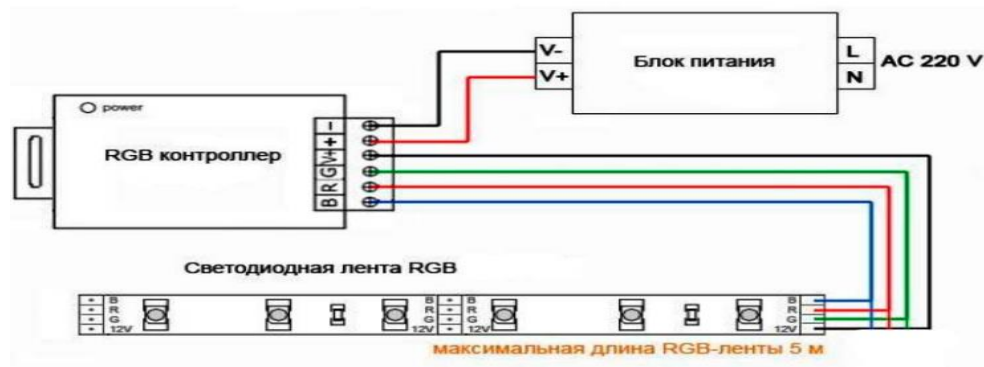 V-
V+
Блок питания
L
N
AC 220 V
power
RGB контроллер
−
+
V+
G
R
B
Светодиодная лента RGB
B
R
G
12V
B
R
G
12V
B
R
G
12V
B
R
G
12V
максимальная длина RGB-ленты 5 м